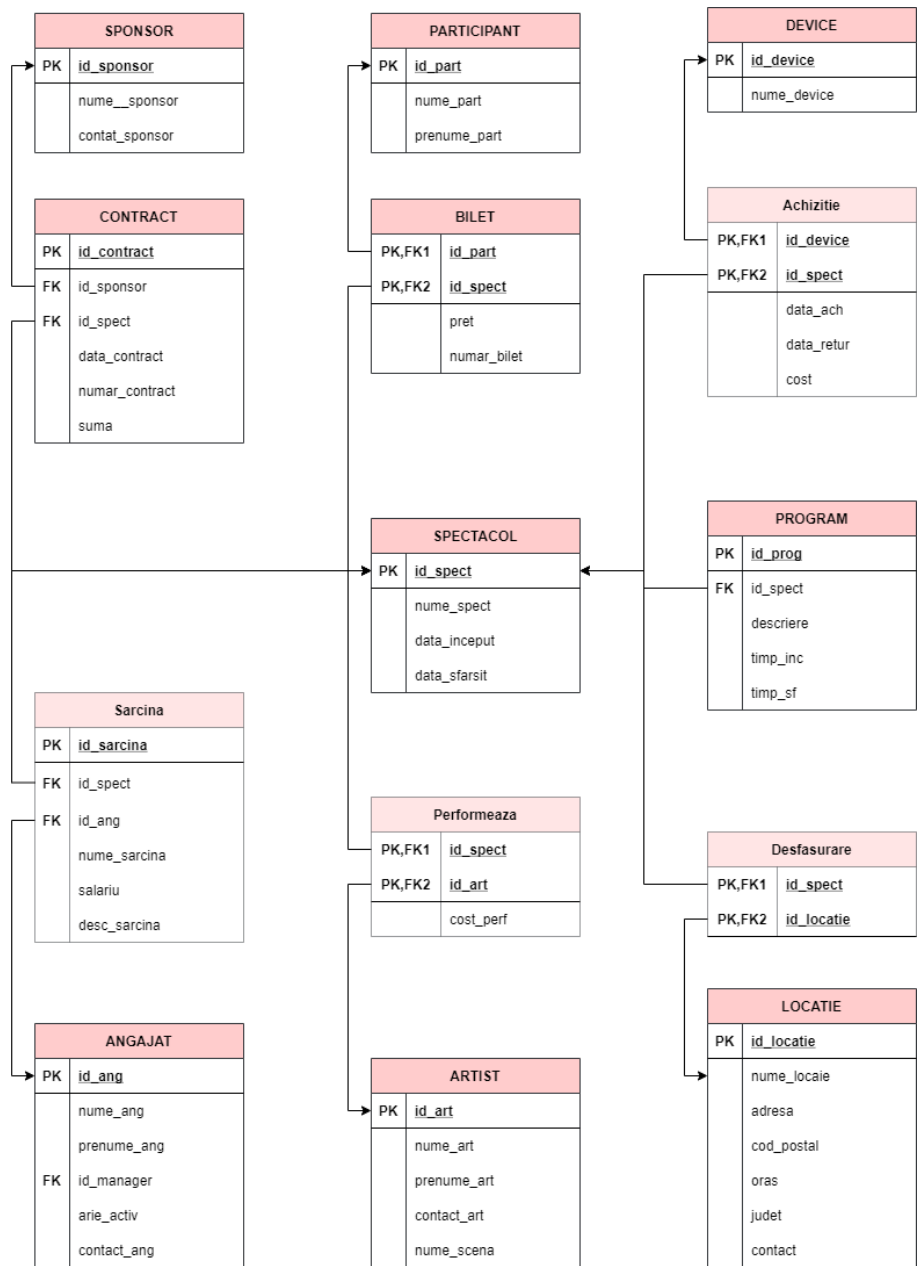 SPONSOR
PK id_sponsor
nume__sponsor
contat_sponsor
PARTICIPANT
PK id_part
nume_part
prenume_part
DEVICE
PK id_device
nume_device
CONTRACT
PK id_contract
FK id_sponsor
FK id_spect
data_contract
numar_contract
suma
BILET
PK,FK1 id_part
PK,FK2 id_spect
pret
numar_bilet
Achizitie
PK,FK1 id_device
PK,FK2 id_spect
data_ach
data_retur
cost
SPECTACOL
PK id_spect
nume_spect
data_inceput
data_sfarsit
PROGRAM
PK id_prog
FK id_spect
descriere
timp_inc
timp_sf
Sarcina
PK id_sarcina
FK id_spect
FK id_ang
nume_sarcina
salariu
desc_sarcina
Performeaza
PK,FK1 id_spect
PK,FK2 id_art
cost_perf
Desfasurare
PK,FK1 id_spect
PK,FK2 id_locatie
ANGAJAT
PK id_ang
nume_ang
prenume_ang
FK id_manager
arie_activ
contact_ang
ARTIST
PK id_art
nume_art
prenume_art
contact_art
nume_scena
LOCATIE
PK id_locatie
nume_locaie
adresa
cod_postal
oras
judet
contact